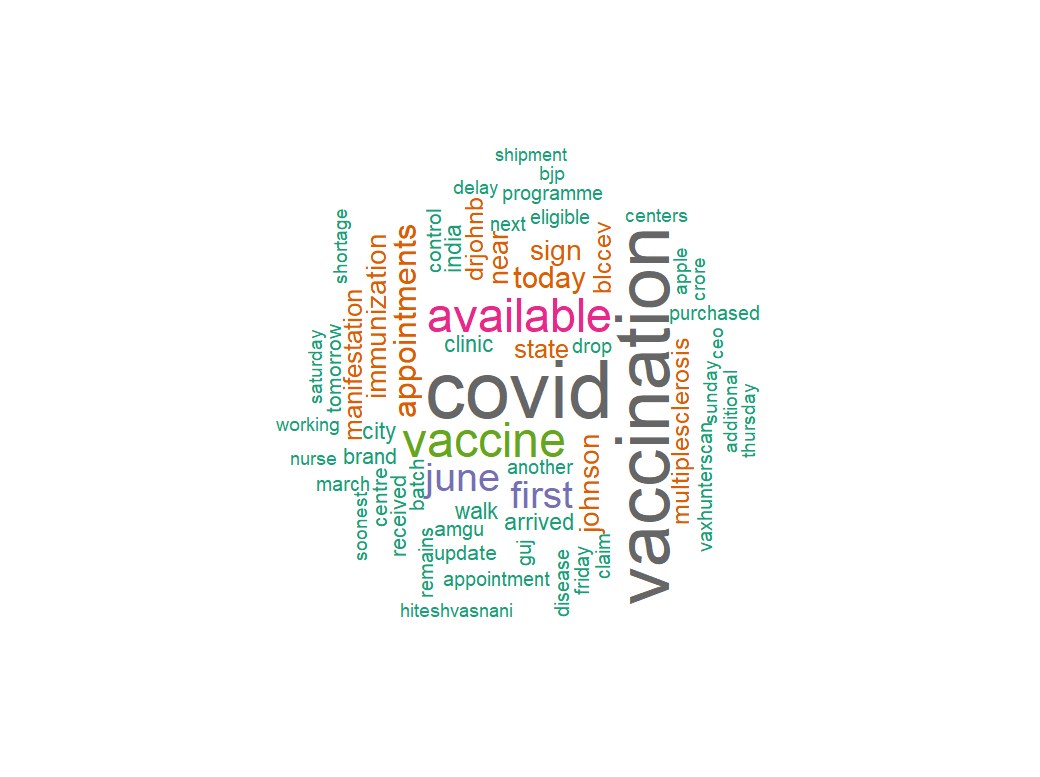 shipment
bjp
delay
programme
shortage
control
india
drjohnb
next
eligible
centers
near
sign
blccev
apple
crore
immunization
appointments
today
vaccination
manifestation
available
purchased
saturday
tomorrow
clinic
state
drop
ceo
covid
multiplesclerosis
sunday
additional
thursday
working
city
vaccine
johnson
vaxhunterscan
nurse
brand
another
march
june
first
soonest
centre
received
batch
walk
arrived
amgu
remains
update
guj
claim
appointment
disease
friday
hiteshvasnani